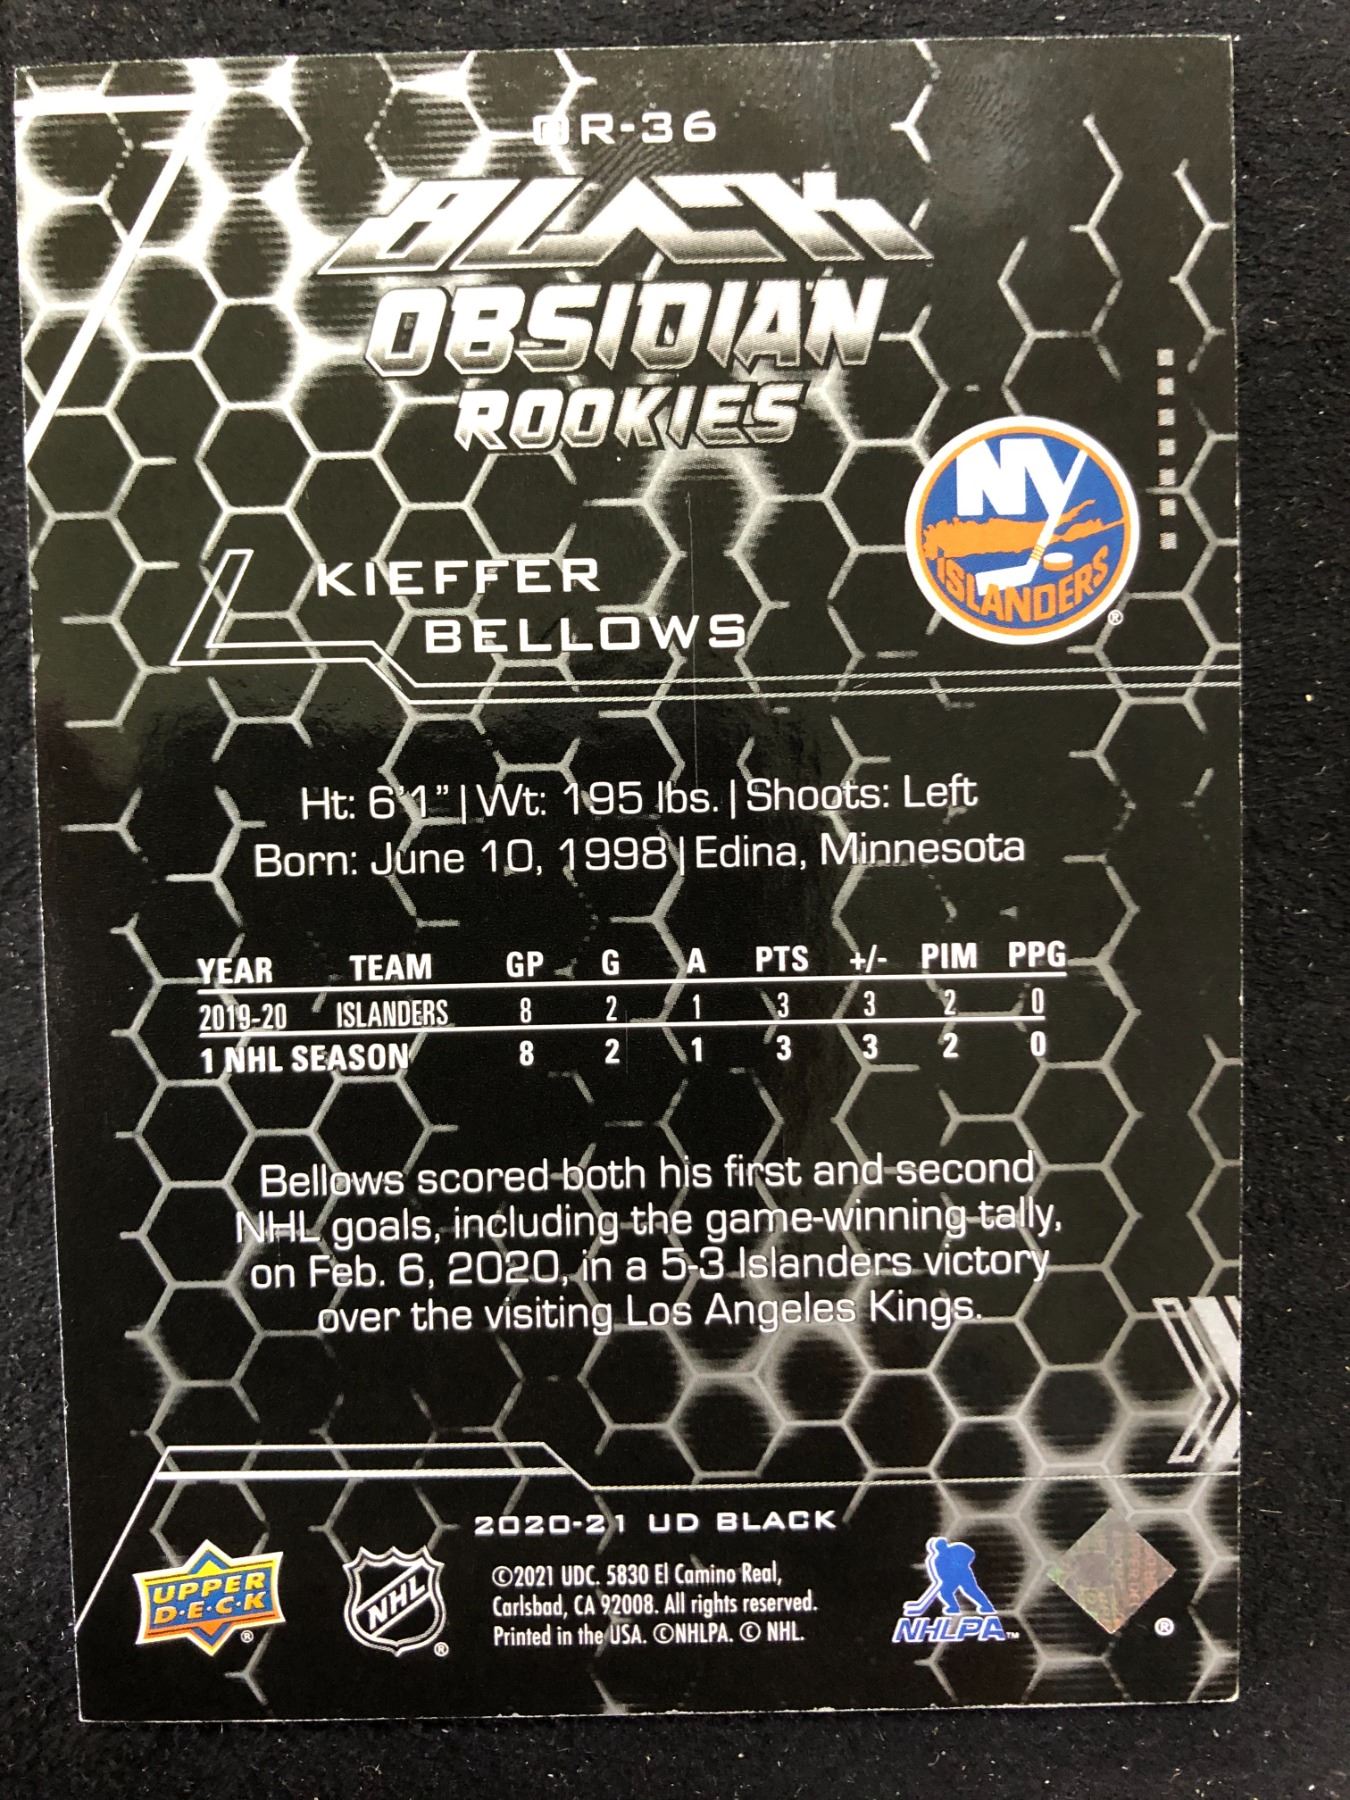 OR-36
BLACK
OBSIDIAN
ROOKIES
NY
ISLANDERS
®
KIEFFER
BELLOWS
Ht: 6'1" | Wt: 195 lbs. | Shoots: Left
Born: June 10, 1998 | Edina, Minnesota
YEAR TEAM GP G A PTS +/- PIM PPG
2019-20 ISLANDERS 8 2 1 3 3 2 0
1 NHL SEASON 8 2 1 3 3 2 0
Bellows scored both his first and second
NHL goals, including the game-winning tally,
on Feb. 6, 2020, in a 5-3 Islanders victory
over the visiting Los Angeles Kings.
2020-21 UD BLACK
UPPER
D·E·C·K
®
NHL
®
©2021 UDC. 5830 El Camino Real,
Carlsbad, CA 92008. All rights reserved.
Printed in the USA. ©NHLPA. © NHL.
NHLPA™
®